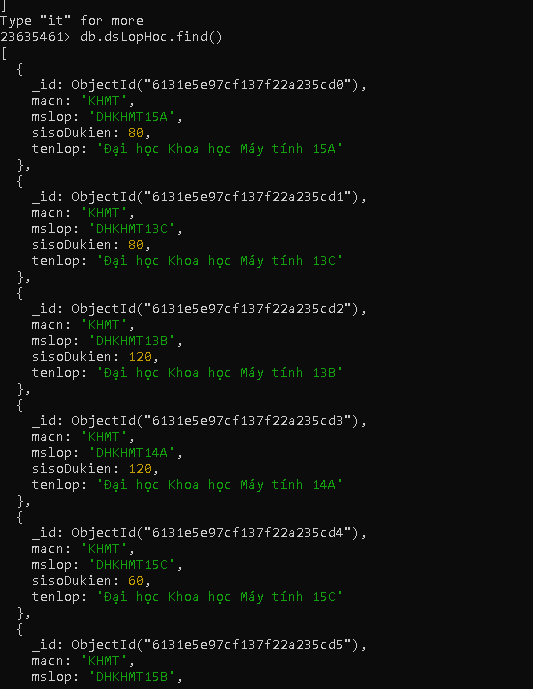 ]
Type "it" for more
23635461> db.dsLopHoc.find()
[
  {
    _id: ObjectId("6131e5e97cf137f22a235cd0"),
    macn: 'KHMT',
    mslop: 'DHKHMT15A',
    sisoDukien: 80,
    tenlop: 'Đại học Khoa học Máy tính 15A'
  },
  {
    _id: ObjectId("6131e5e97cf137f22a235cd1"),
    macn: 'KHMT',
    mslop: 'DHKHMT13C',
    sisoDukien: 80,
    tenlop: 'Đại học Khoa học Máy tính 13C'
  },
  {
    _id: ObjectId("6131e5e97cf137f22a235cd2"),
    macn: 'KHMT',
    mslop: 'DHKHMT13B',
    sisoDukien: 120,
    tenlop: 'Đại học Khoa học Máy tính 13B'
  },
  {
    _id: ObjectId("6131e5e97cf137f22a235cd3"),
    macn: 'KHMT',
    mslop: 'DHKHMT14A',
    sisoDukien: 120,
    tenlop: 'Đại học Khoa học Máy tính 14A'
  },
  {
    _id: ObjectId("6131e5e97cf137f22a235cd4"),
    macn: 'KHMT',
    mslop: 'DHKHMT15C',
    sisoDukien: 60,
    tenlop: 'Đại học Khoa học Máy tính 15C'
  },
  {
    _id: ObjectId("6131e5e97cf137f22a235cd5"),
    macn: 'KHMT',
    mslop: 'DHKHMT15B',